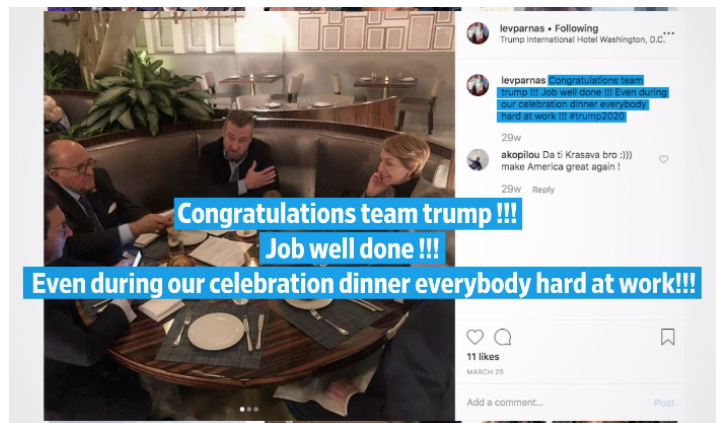 levparnas • Following
Trump International Hotel Washington, D.C.
...
levparnas Congratulations team
trump !!! Job well done !!! Even during
our celebration dinner everybody
hard at work !!! #trump2020
29w
akopilou Da ti Krasava bro :)))
make America great again !
29w Reply
Congratulations team trump !!!
Job well done !!!
Even during our celebration dinner everybody hard at work!!!
11 likes
MARCH 25
Add a comment...
Post